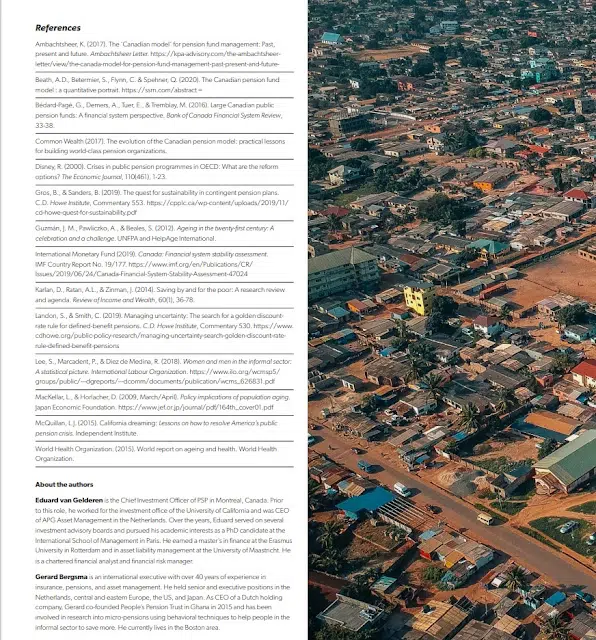 References
Ambachtsheer, K. (2017). The ‘Canadian model’ for pension fund management: Past,
present and future. Ambachtsheer Letter. https://kpa-advisory.com/the-ambachtsheer-
letter/view/the-canada-model-for-pension-fund-management-past-present-and-future-
Beath, A.D., Betermier, S., Flynn, C. & Spehner, Q. (2020). The Canadian pension fund
model : a quantitative portrait. https://ssrn.com/abstract =
Bédard-Pagé, G., Demers, A., Tuer, E., & Tremblay, M. (2016). Large Canadian public
pension funds: A financial system perspective. Bank of Canada Financial System Review,
33-38.
Common Wealth (2017). The evolution of the Canadian pension model: practical lessons
for building world-class pension organizations.
Disney, R. (2000). Crises in public pension programmes in OECD: What are the reform
options? The Economic Journal, 110(461), 1-23.
Gros, B., & Sanders, B. (2019). The quest for sustainability in contingent pension plans.
C.D. Howe Institute, Commentary 553. https://cpplc.ca/wp-content/uploads/2019/11/
cd-howe-quest-for-sustainability.pdf
Guzmán, J. M., Pawliczko, A., & Beales, S. (2012). Ageing in the twenty-first century: A
celebration and a challenge. UNFPA and HelpAge International.
International Monetary Fund (2019). Canada: Financial system stability assessment.
IMF Country Report No. 19/177. https://www.imf.org/en/Publications/CR/
Issues/2019/06/24/Canada-Financial-System-Stability-Assessment-47024
Karlan, D., Ratan, A.L., & Zinman, J. (2014). Saving by and for the poor: A research review
and agenda. Review of Income and Wealth, 60(1), 36-78.
Landon, S., & Smith, C. (2019). Managing uncertainty: The search for a golden discount-
rate rule for defined-benefit pensions. C.D. Howe Institute, Commentary 530. https://www.
cdhowe.org/public-policy-research/managing-uncertainty-search-golden-discount-rate-
rule-defined-benefit-pensions
Lee, S., Marcadent, P., & Diez de Medina, R. (2018). Women and men in the informal sector:
A statistical picture. International Labour Organization. https://www.ilo.org/wcmsp5/
groups/public/---dgreports/---dcomm/documents/publication/wcms_626831.pdf
MacKellar, L., & Horlacher, D. (2009, March/April). Policy implications of population aging.
Japan Economic Foundation. https://www.jef.or.jp/journal/pdf/164th_cover01.pdf
McQuillan, L.J. (2015). California dreaming: Lessons on how to resolve America's public
pension crisis. Independent Institute.
World Health Organization. (2015). World report on ageing and health. World Health
Organization.
About the authors
Eduard van Gelderen is the Chief Investment Officer of PSP in Montreal, Canada. Prior
to this role, he worked for the investment office of the University of California and was CEO
of APG Asset Management in the Netherlands. Over the years, Eduard served on several
investment advisory boards and pursued his academic interests as a PhD candidate at the
International School of Management in Paris. He earned a master's in finance at the Erasmus
University in Rotterdam and in asset liability management at the University of Maastricht. He
is a chartered financial analyst and financial risk manager.
Gerard Bergsma is an international executive with over 40 years of experience in
insurance, pensions, and asset management. He held senior and executive positions in the
Netherlands, central and eastern Europe, the US, and Japan. As CEO of a Dutch holding
company, Gerard co-founded People's Pension Trust in Ghana in 2015 and has been
involved in research into micro-pensions using behavioral techniques to help people in the
informal sector to save more. He currently lives in the Boston area.